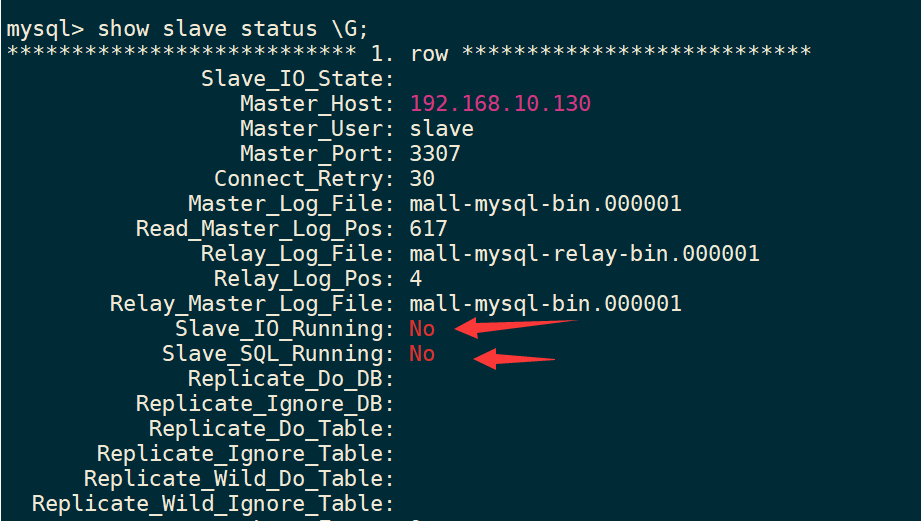 mysql> show slave status \G;
*************************** 1. row ***************************
Slave_IO_State:
Master_Host: 192.168.10.130
Master_User: slave
Master_Port: 3307
Connect_Retry: 30
Master_Log_File: mall-mysql-bin.000001
Read_Master_Log_Pos: 617
Relay_Log_File: mall-mysql-relay-bin.000001
Relay_Log_Pos: 4
Relay_Master_Log_File: mall-mysql-bin.000001
Slave_IO_Running: No
Slave_SQL_Running: No
Replicate_Do_DB:
Replicate_Ignore_DB:
Replicate_Do_Table:
Replicate_Ignore_Table:
Replicate_Wild_Do_Table:
Replicate_Wild_Ignore_Table: